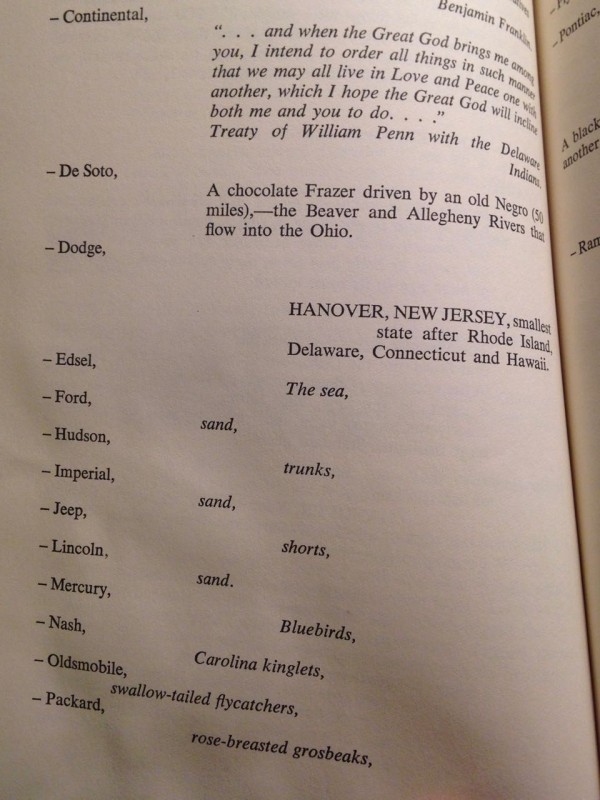 Benjamin Franklin.
– Continental,
“. . . and when the Great God brings me among
you, I intend to order all things in such manner
that we may all live in Love and Peace one with
another, which I hope the Great God will incline
both me and you to do. . . .”
Treaty of William Penn with the Delaware
Indians.
– De Soto,
A chocolate Frazer driven by an old Negro (50
miles),—the Beaver and Allegheny Rivers that
flow into the Ohio.
– Dodge,
HANOVER, NEW JERSEY, smallest
state after Rhode Island,
Delaware, Connecticut and Hawaii.
– Edsel,
The sea,
– Ford,
sand,
– Hudson,
trunks,
– Imperial,
sand,
– Jeep,
shorts,
– Lincoln,
sand.
– Mercury,
Bluebirds,
– Nash,
Carolina kinglets,
– Oldsmobile,
swallow-tailed flycatchers,
– Packard,
rose-breasted grosbeaks,
– Pontiac,
A black
another